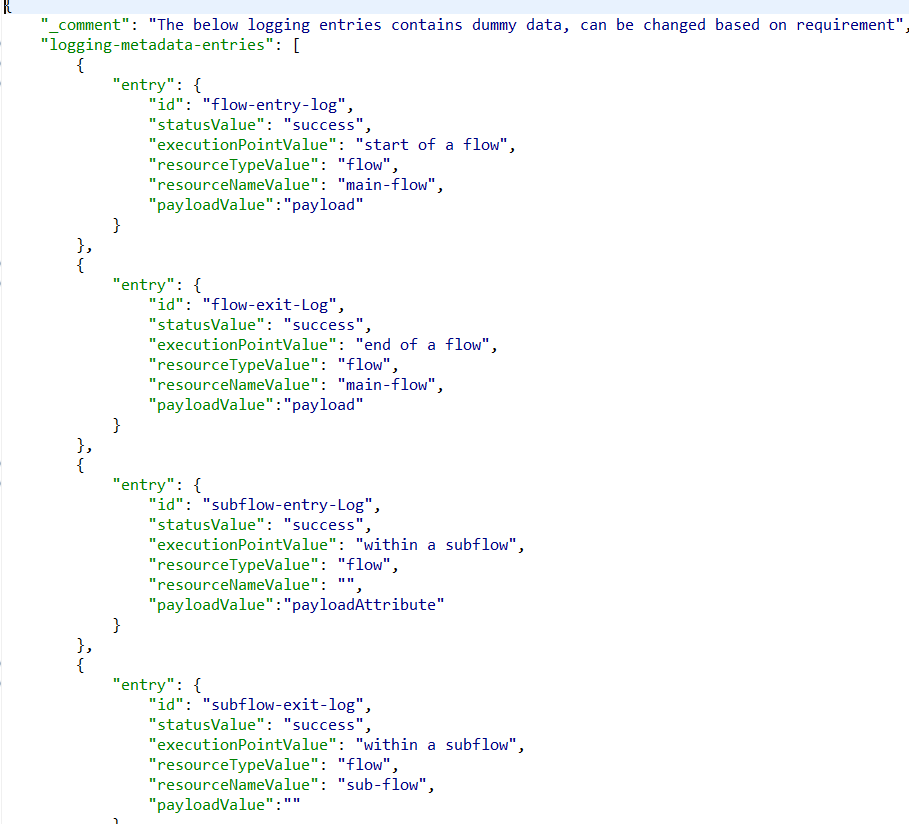 {
    "_comment": "The below logging entries contains dummy data, can be changed based on requirement",
    "logging-metadata-entries": [
        {
            "entry": {
                "id": "flow-entry-log",
                "statusValue": "success",
                "executionPointValue": "start of a flow",
                "resourceTypeValue": "flow",
                "resourceNameValue": "main-flow",
                "payloadValue":"payload"
            }
        },
        {
            "entry": {
                "id": "flow-exit-Log",
                "statusValue": "success",
                "executionPointValue": "end of a flow",
                "resourceTypeValue": "flow",
                "resourceNameValue": "main-flow",
                "payloadValue":"payload"
            }
        },
        {
            "entry": {
                "id": "subflow-entry-Log",
                "statusValue": "success",
                "executionPointValue": "within a subflow",
                "resourceTypeValue": "flow",
                "resourceNameValue": "",
                "payloadValue":"payloadAttribute"
            }
        },
        {
            "entry": {
                "id": "subflow-exit-log",
                "statusValue": "success",
                "executionPointValue": "within a subflow",
                "resourceTypeValue": "flow",
                "resourceNameValue": "sub-flow",
                "payloadValue":""
            }